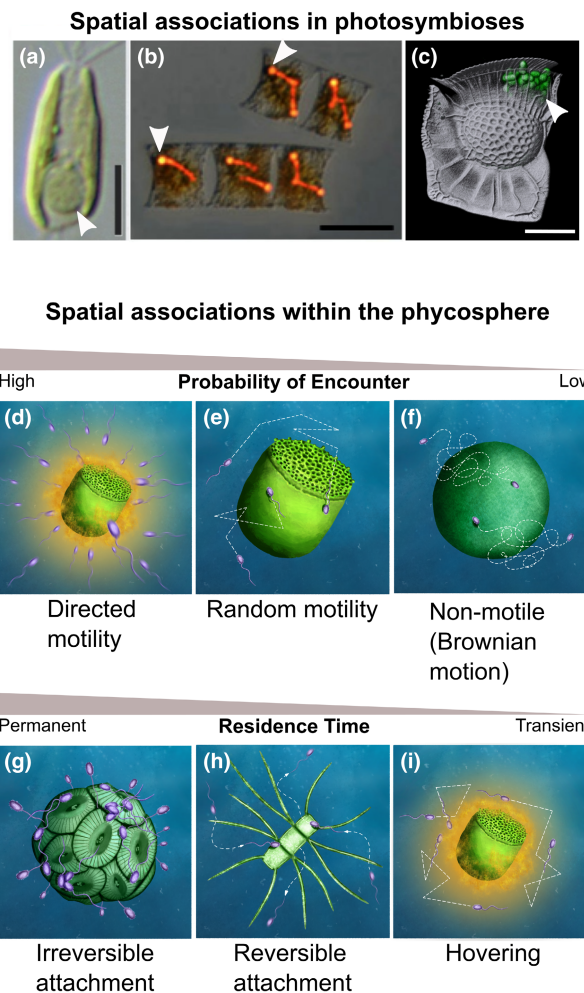 Spatial associations in photosymbioses
(a)
(b)
(c)
Spatial associations within the phycosphere
High Probability of Encounter Low
(d)
(e)
(f)
Directed
motility
Random motility
Non-motile
(Brownian
motion)
Permanent Residence Time Transien
(g)
(h)
(i)
Irreversible
attachment
Reversible
attachment
Hovering